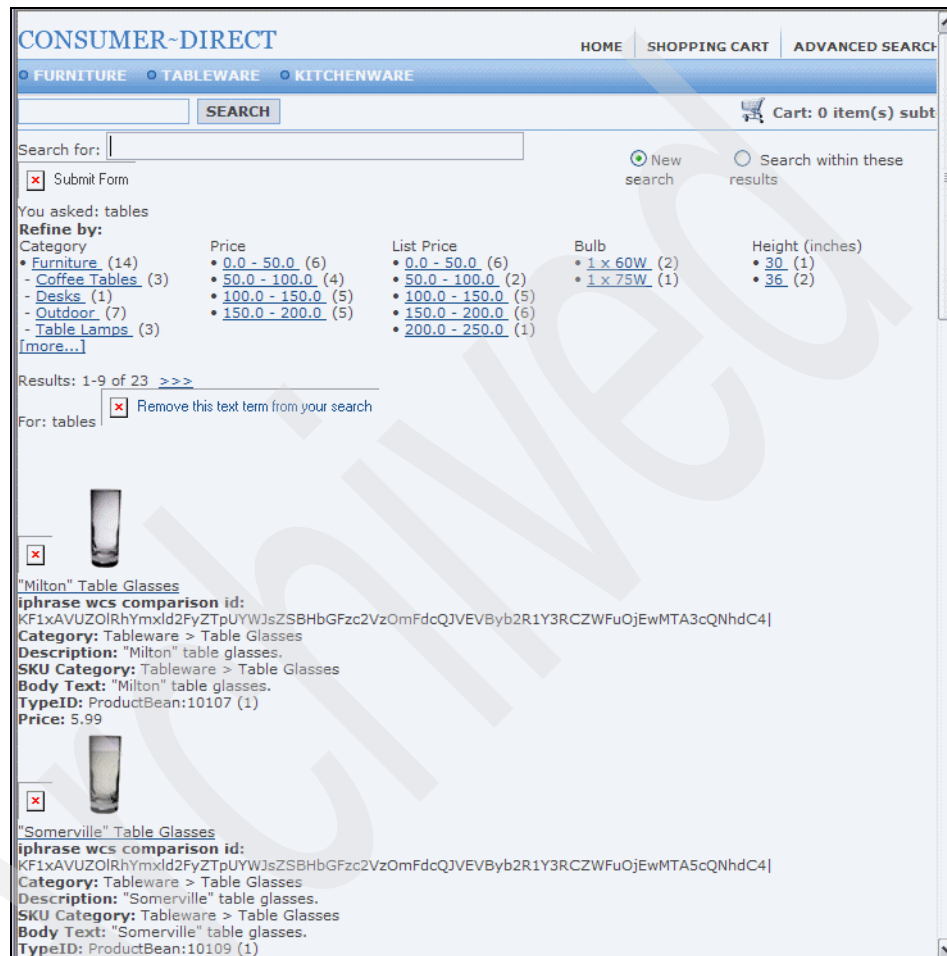 CONSUMER~DIRECT
HOME SHOPPING CART ADVANCED SEARCH
FURNITURE TABLEWARE KITCHENWARE
SEARCH Cart: 0 item(s) subt
Search for: New search Search within these results
Submit Form
You asked: tables
Refine by:
Category Price List Price Bulb Height (inches)
• Furniture (14) • 0.0 - 50.0 (6) • 0.0 - 50.0 (6) • 1 x 60W (2) • 30 (1)
- Coffee Tables (3) • 50.0 - 100.0 (4) • 50.0 - 100.0 (2) • 1 x 75W (1) • 36 (2)
- Desks (1) • 100.0 - 150.0 (5) • 100.0 - 150.0 (5)
- Outdoor (7) • 150.0 - 200.0 (5) • 150.0 - 200.0 (6)
- Table Lamps (3) • 200.0 - 250.0 (1)
[more...]
Results: 1-9 of 23 >>>
Remove this text term from your search
For: tables
"Milton" Table Glasses
iphrase wcs comparison id:
KF1xAVUZOlRhYmxld2FyZTpUYWJsZSBHbGFzc2VzOmFdcQJVEVByb2R1Y3RCZWFuOjEwMTA3cQNhdC4|
Category: Tableware > Table Glasses
Description: "Milton" table glasses.
SKU Category: Tableware > Table Glasses
Body Text: "Milton" table glasses.
TypeID: ProductBean:10107 (1)
Price: 5.99
"Somerville" Table Glasses
iphrase wcs comparison id:
KF1xAVUZOlRhYmxld2FyZTpUYWJsZSBHbGFzc2VzOmFdcQJVEVByb2R1Y3RCZWFuOjEwMTA5cQNhdC4|
Category: Tableware > Table Glasses
Description: "Somerville" table glasses.
SKU Category: Tableware > Table Glasses
Body Text: "Somerville" table glasses.
TypeID: ProductBean:10109 (1)
Archived